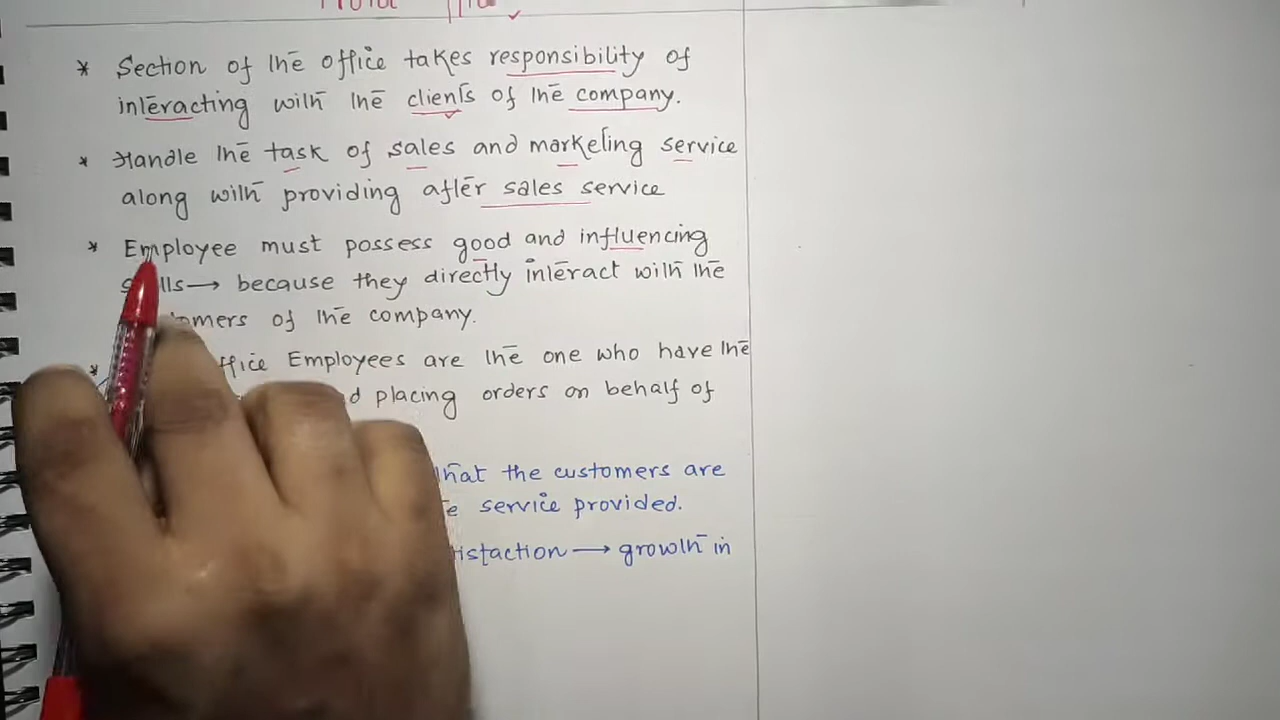 * Section of the office takes responsibility of
interacting with the clients of the company.
* Handle the task of sales and marketing service
along with providing after sales service
* Employee must possess good and influencing
skills → because they directly interact with the
of the company.
Employees are the one who have the
placing orders on behalf of
that the customers are
service provided.
→ growth in